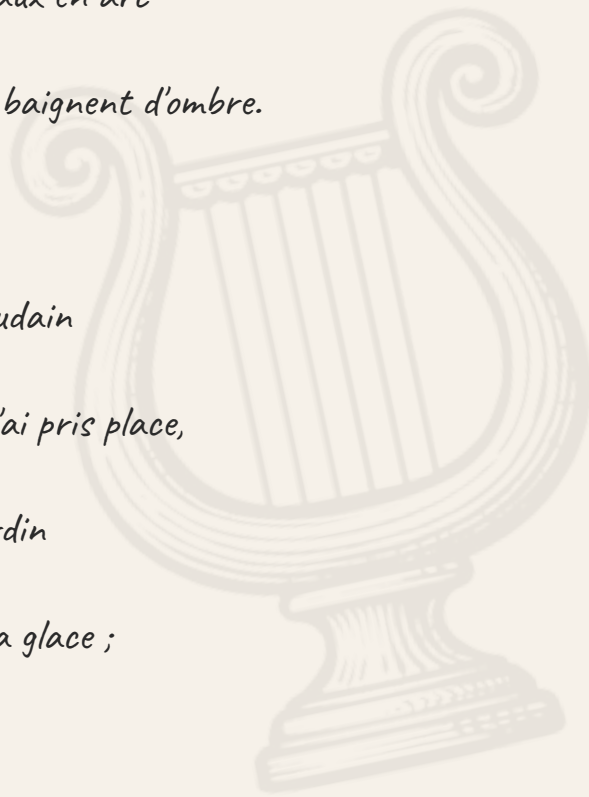 aux en arc
baignent d'ombre.
udain
'ai pris place,
rdin
a glace ;